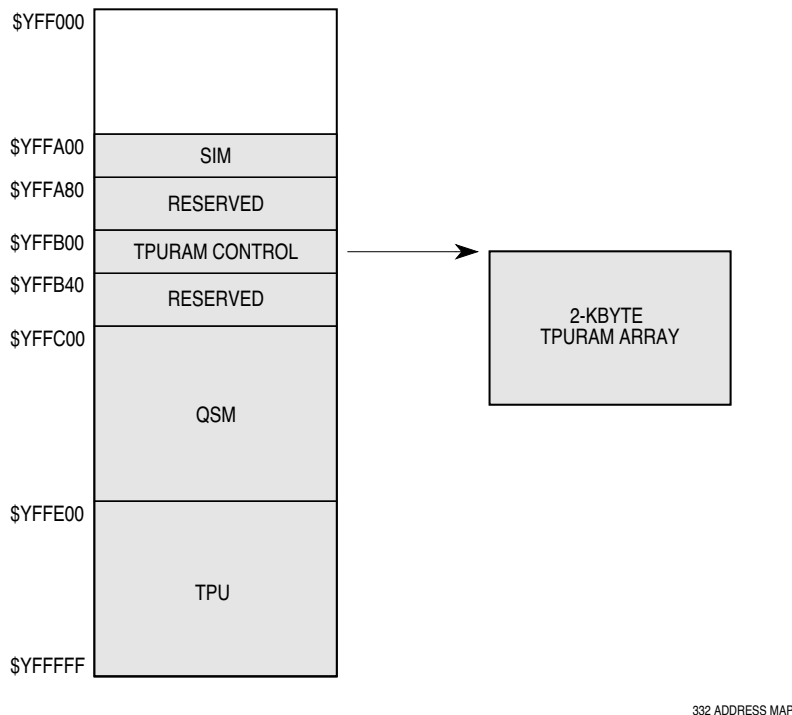 $YFF000
$YFFA00
SIM
$YFFA80
RESERVED
$YFFB00
TPURAM CONTROL
$YFFB40
RESERVED
2-KBYTE
TPURAM ARRAY
$YFFC00
QSM
$YFFE00
TPU
$YFFFFF
332 ADDRESS MAP